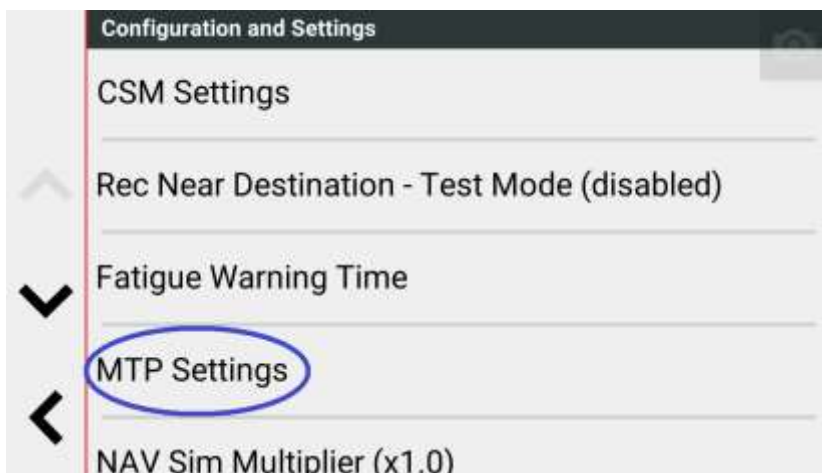 Configuration and Settings
CSM Settings
Rec Near Destination - Test Mode (disabled)
Fatigue Warning Time
MTP Settings
NAV Sim Multiplier (x1.0)